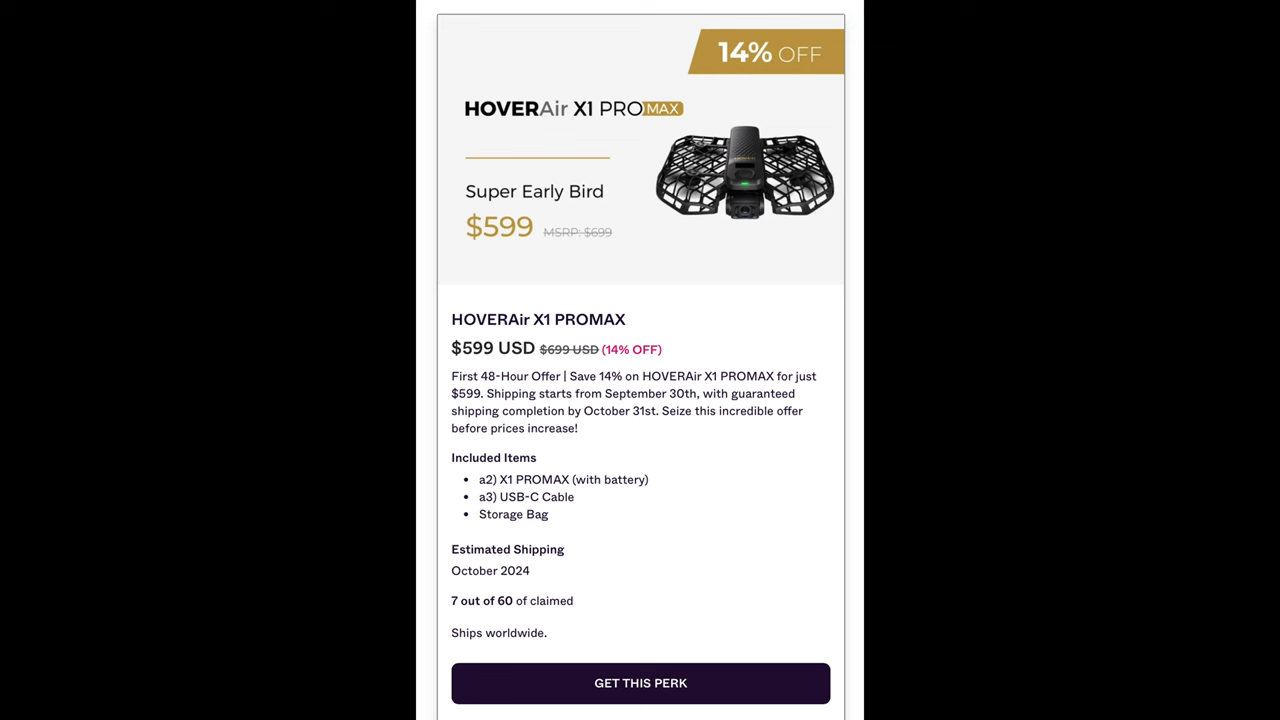 14% OFF
HOVERAir X1 PROMAX
Super Early Bird
$599 MSRP: $699
HOVERAir X1 PROMAX
$599 USD $699 USD (14% OFF)
First 48-Hour Offer | Save 14% on HOVERAir X1 PROMAX for just
$599. Shipping starts from September 30th, with guaranteed
shipping completion by October 31st. Seize this incredible offer
before prices increase!
Included Items
• a2) X1 PROMAX (with battery)
• a3) USB-C Cable
• Storage Bag
Estimated Shipping
October 2024
7 out of 60 of claimed
Ships worldwide.
GET THIS PERK